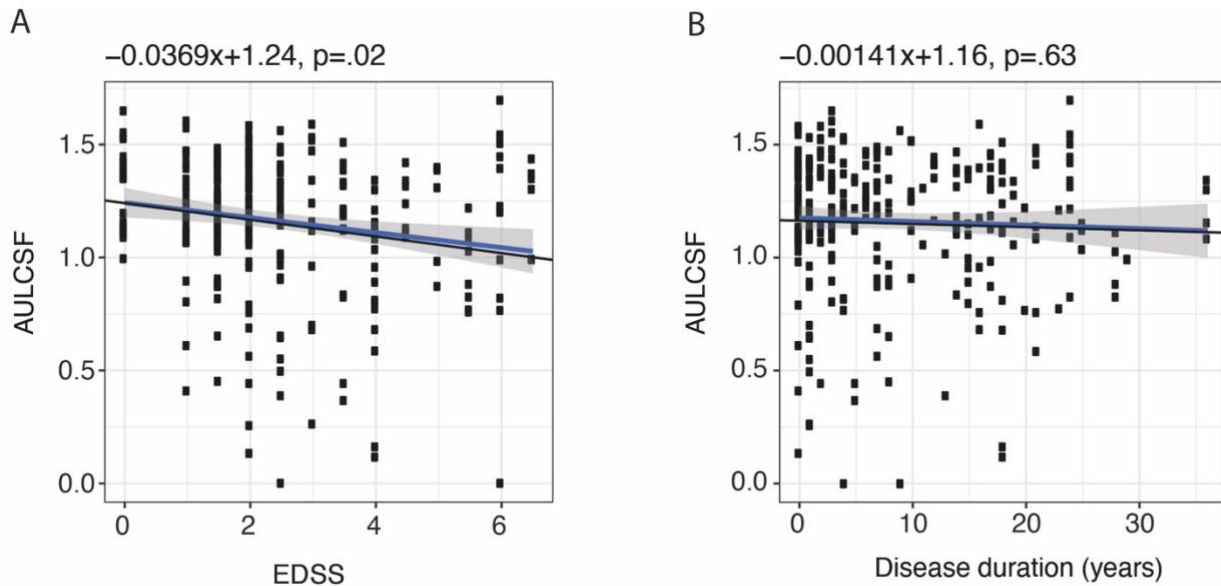 A
−0.0369x+1.24, p=.02
AULCSF
1.5
1.0
0.5
0.0
0 2 4 6
EDSS
B
−0.00141x+1.16, p=.63
AULCSF
1.5
1.0
0.5
0.0
0 10 20 30
Disease duration (years)